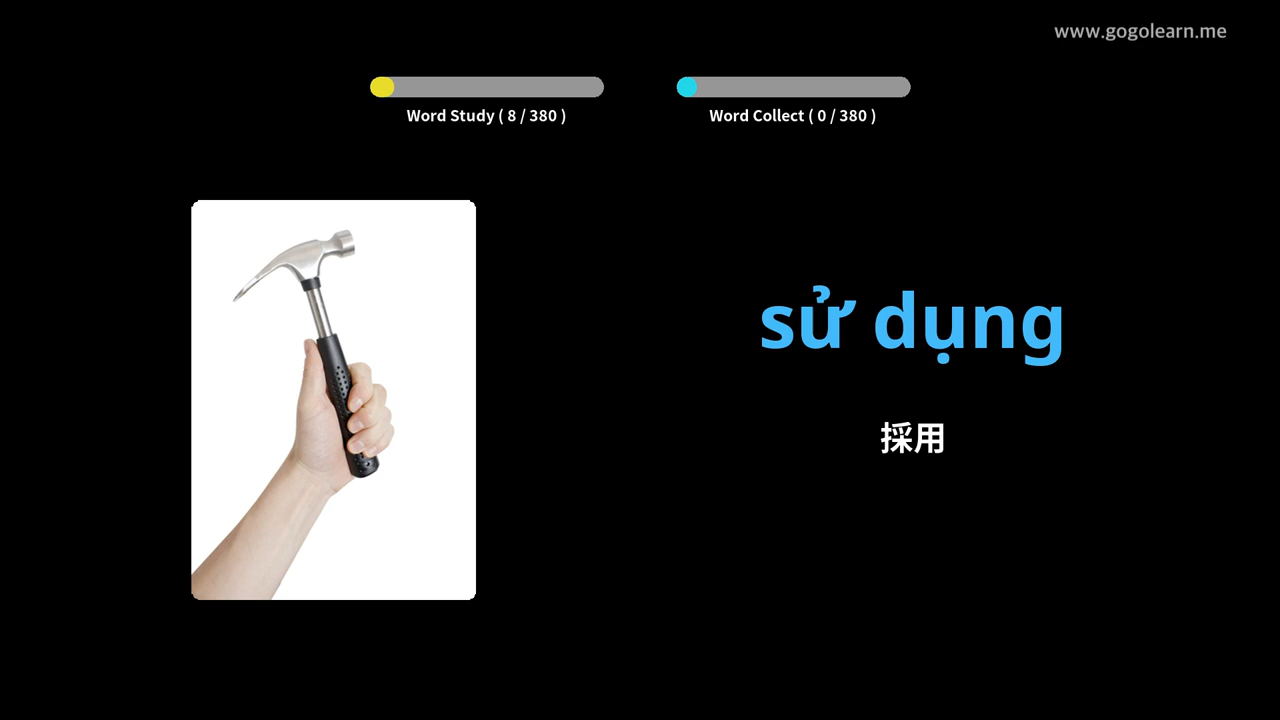 www.gogolearn.me
Word Study ( 8 / 380 )
Word Collect ( 0 / 380 )
sử dụng
採用